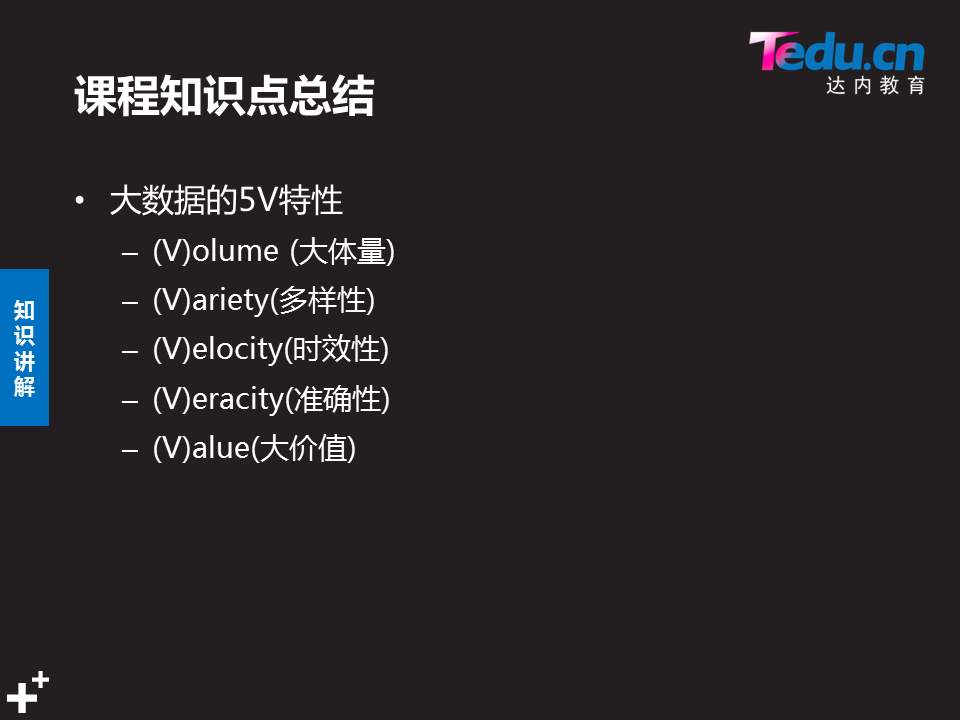 Tedu.cn
达内教育
课程知识点总结
• 大数据的5V特性
– (V)olume (大体量)
– (V)ariety(多样性)
– (V)elocity(时效性)
– (V)eracity(准确性)
– (V)alue(大价值)
知
识
讲
解